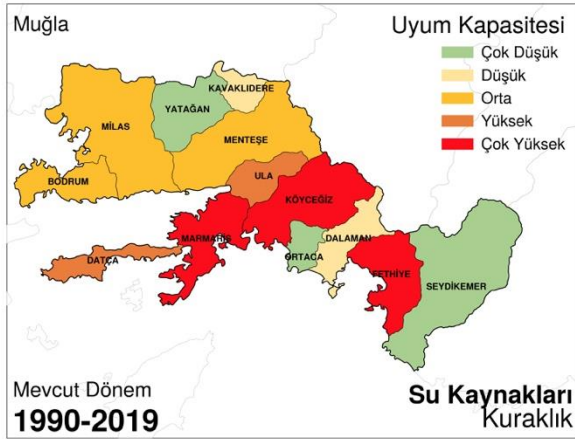 Muğla
Uyum Kapasitesi
Çok Düşük
Düşük
Orta
Yüksek
Çok Yüksek
KAVAKLIDERE
YATAĞAN
MİLAS
MENTEŞE
BODRUM
ULA
KÖYCEĞİZ
MARMARİS
DALAMAN
ORTACA
DATÇA
FETHİYE
SEYDİKEMER
Mevcut Dönem
1990-2019
Su Kaynakları
Kuraklık